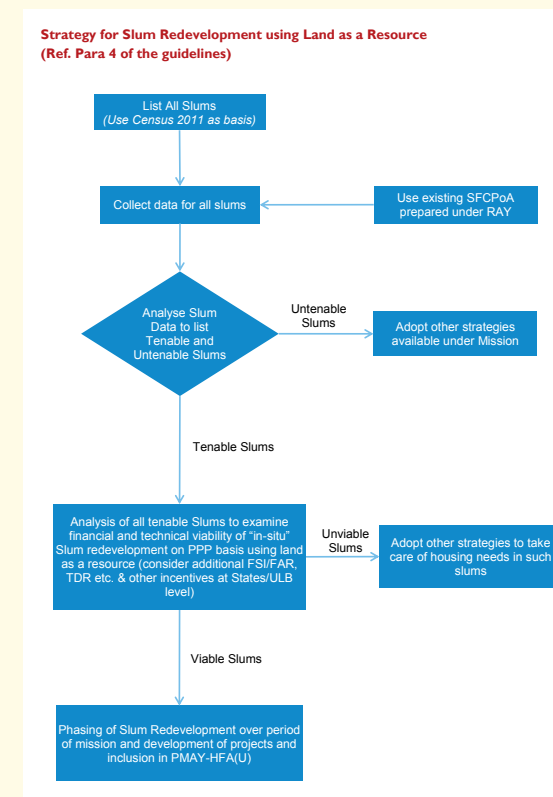 Strategy for Slum Redevelopment using Land as a Resource
(Ref. Para 4 of the guidelines)
List All Slums
(Use Census 2011 as basis)
Collect data for all slums
Use existing SFCPoA
prepared under RAY
Analyse Slum
Data to list
Tenable and
Untenable Slums
Untenable
Slums
Adopt other strategies
available under Mission
Tenable Slums
Analysis of all tenable Slums to examine
financial and technical viability of “in-situ”
Slum redevelopment on PPP basis using land
as a resource (consider additional FSI/FAR,
TDR etc. & other incentives at States/ULB
level)
Unviable
Slums
Adopt other strategies to take
care of housing needs in such
slums
Viable Slums
Phasing of Slum Redevelopment over period
of mission and development of projects and
inclusion in PMAY-HFA(U)